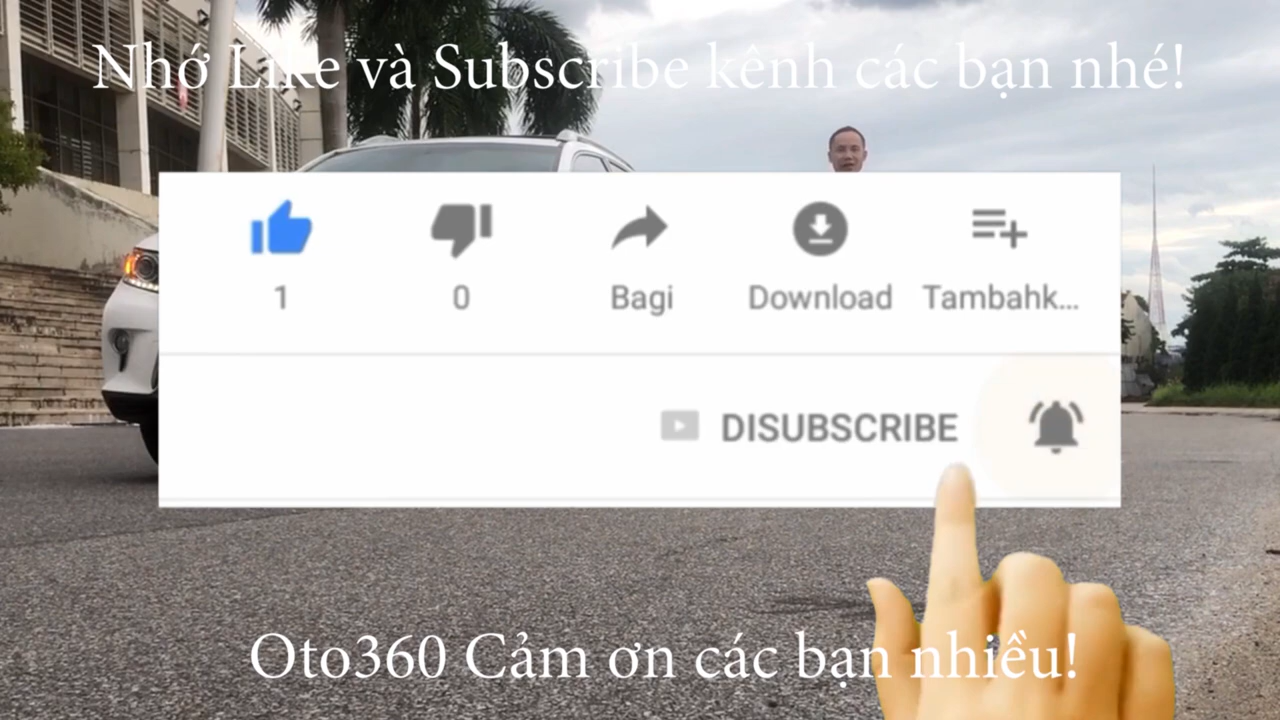 Nhớ Like và Subscribe kênh các bạn nhé!
1 0 Bagi Download Tambahk...
DISUBSCRIBE
Oto360 Cảm ơn các bạn nhiều!